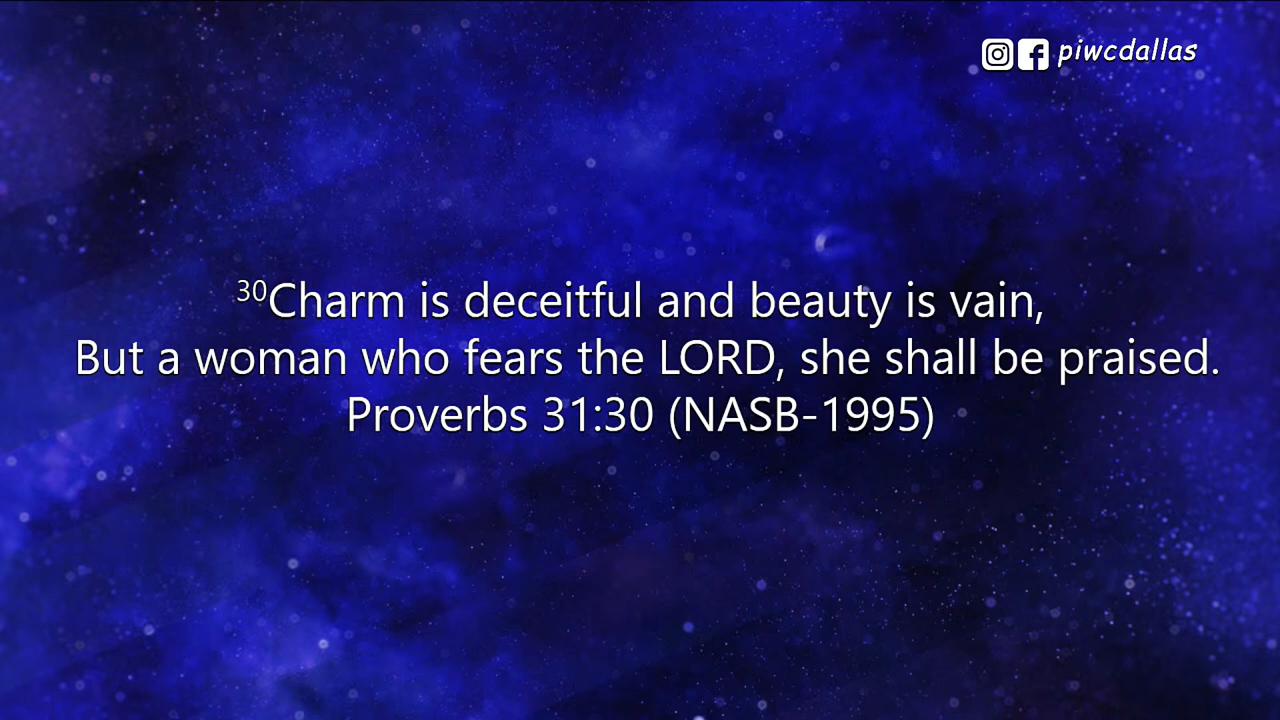 piwcdallas
30Charm is deceitful and beauty is vain,
But a woman who fears the LORD, she shall be praised.
Proverbs 31:30 (NASB-1995)